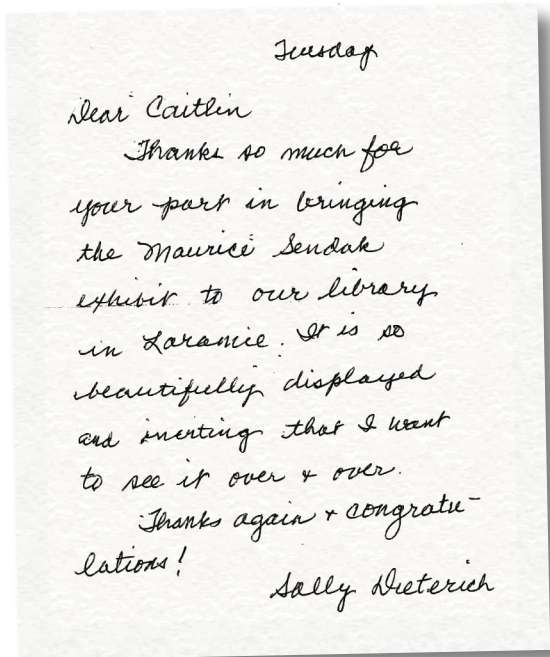 Tuesday
Dear Caitlin
Thanks so much for
your part in bringing
the Maurice Sendak
exhibit to our library
in Laramie. It is so
beautifully displayed
and inviting that I want
to see it over + over.
Thanks again + congratu-
lations!
Sally Dieterich